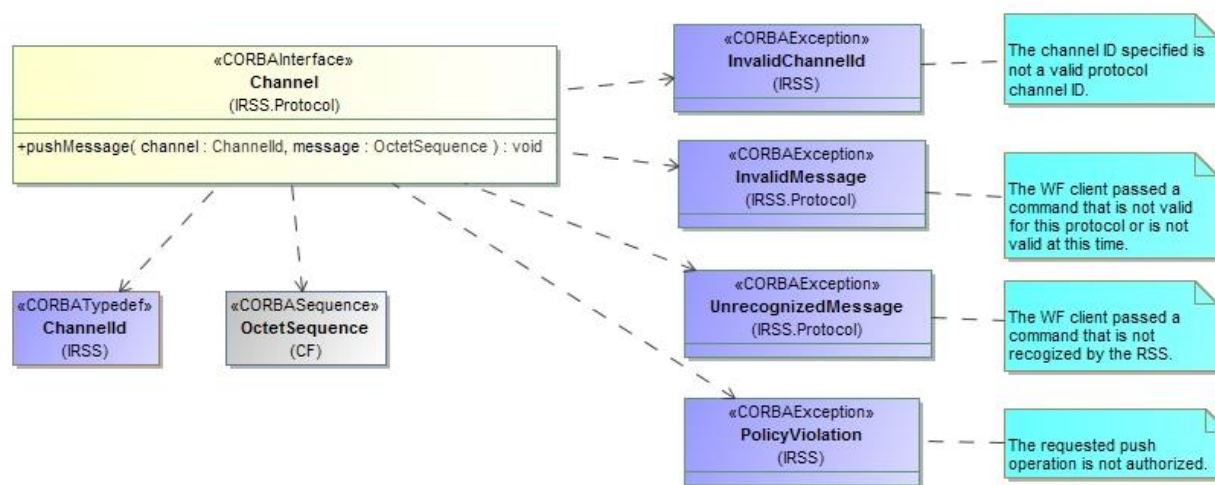 «CORBAInterface»
Channel
(IRSS.Protocol)
+pushMessage( channel : ChannelId, message : OctetSequence ) : void
«CORBATypedef»
ChannelId
(IRSS)
«CORBASequence»
OctetSequence
(CF)
«CORBAException»
InvalidChannelId
(IRSS)
The channel ID specified is
not a valid protocol
channel ID.
«CORBAException»
InvalidMessage
(IRSS.Protocol)
The WF client passed a
command that is not valid
for this protocol or is not
valid at this time.
«CORBAException»
UnrecognizedMessage
(IRSS.Protocol)
The WF client passed a
command that is not
recogized by the RSS.
«CORBAException»
PolicyViolation
(IRSS)
The requested push
operation is not authorized.